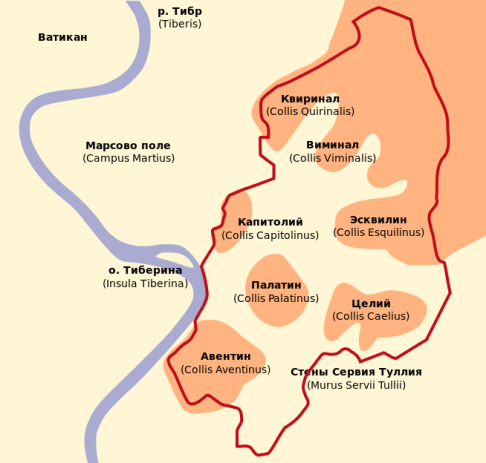 р. Тибр
(Tiberis)
Ватикан
Квиринал
(Collis Quirinalis)
Марсово поле
(Campus Martius)
Виминал
(Collis Viminalis)
Капитолий
(Collis Capitolinus)
Эсквилин
(Collis Esquilinus)
о. Тиберина
(Insula Tiberina)
Палатин
(Collis Palatinus)
Целий
(Collis Caelius)
Авентин
(Collis Aventinus)
Стены Сервия Туллия
(Murus Servii Tullii)